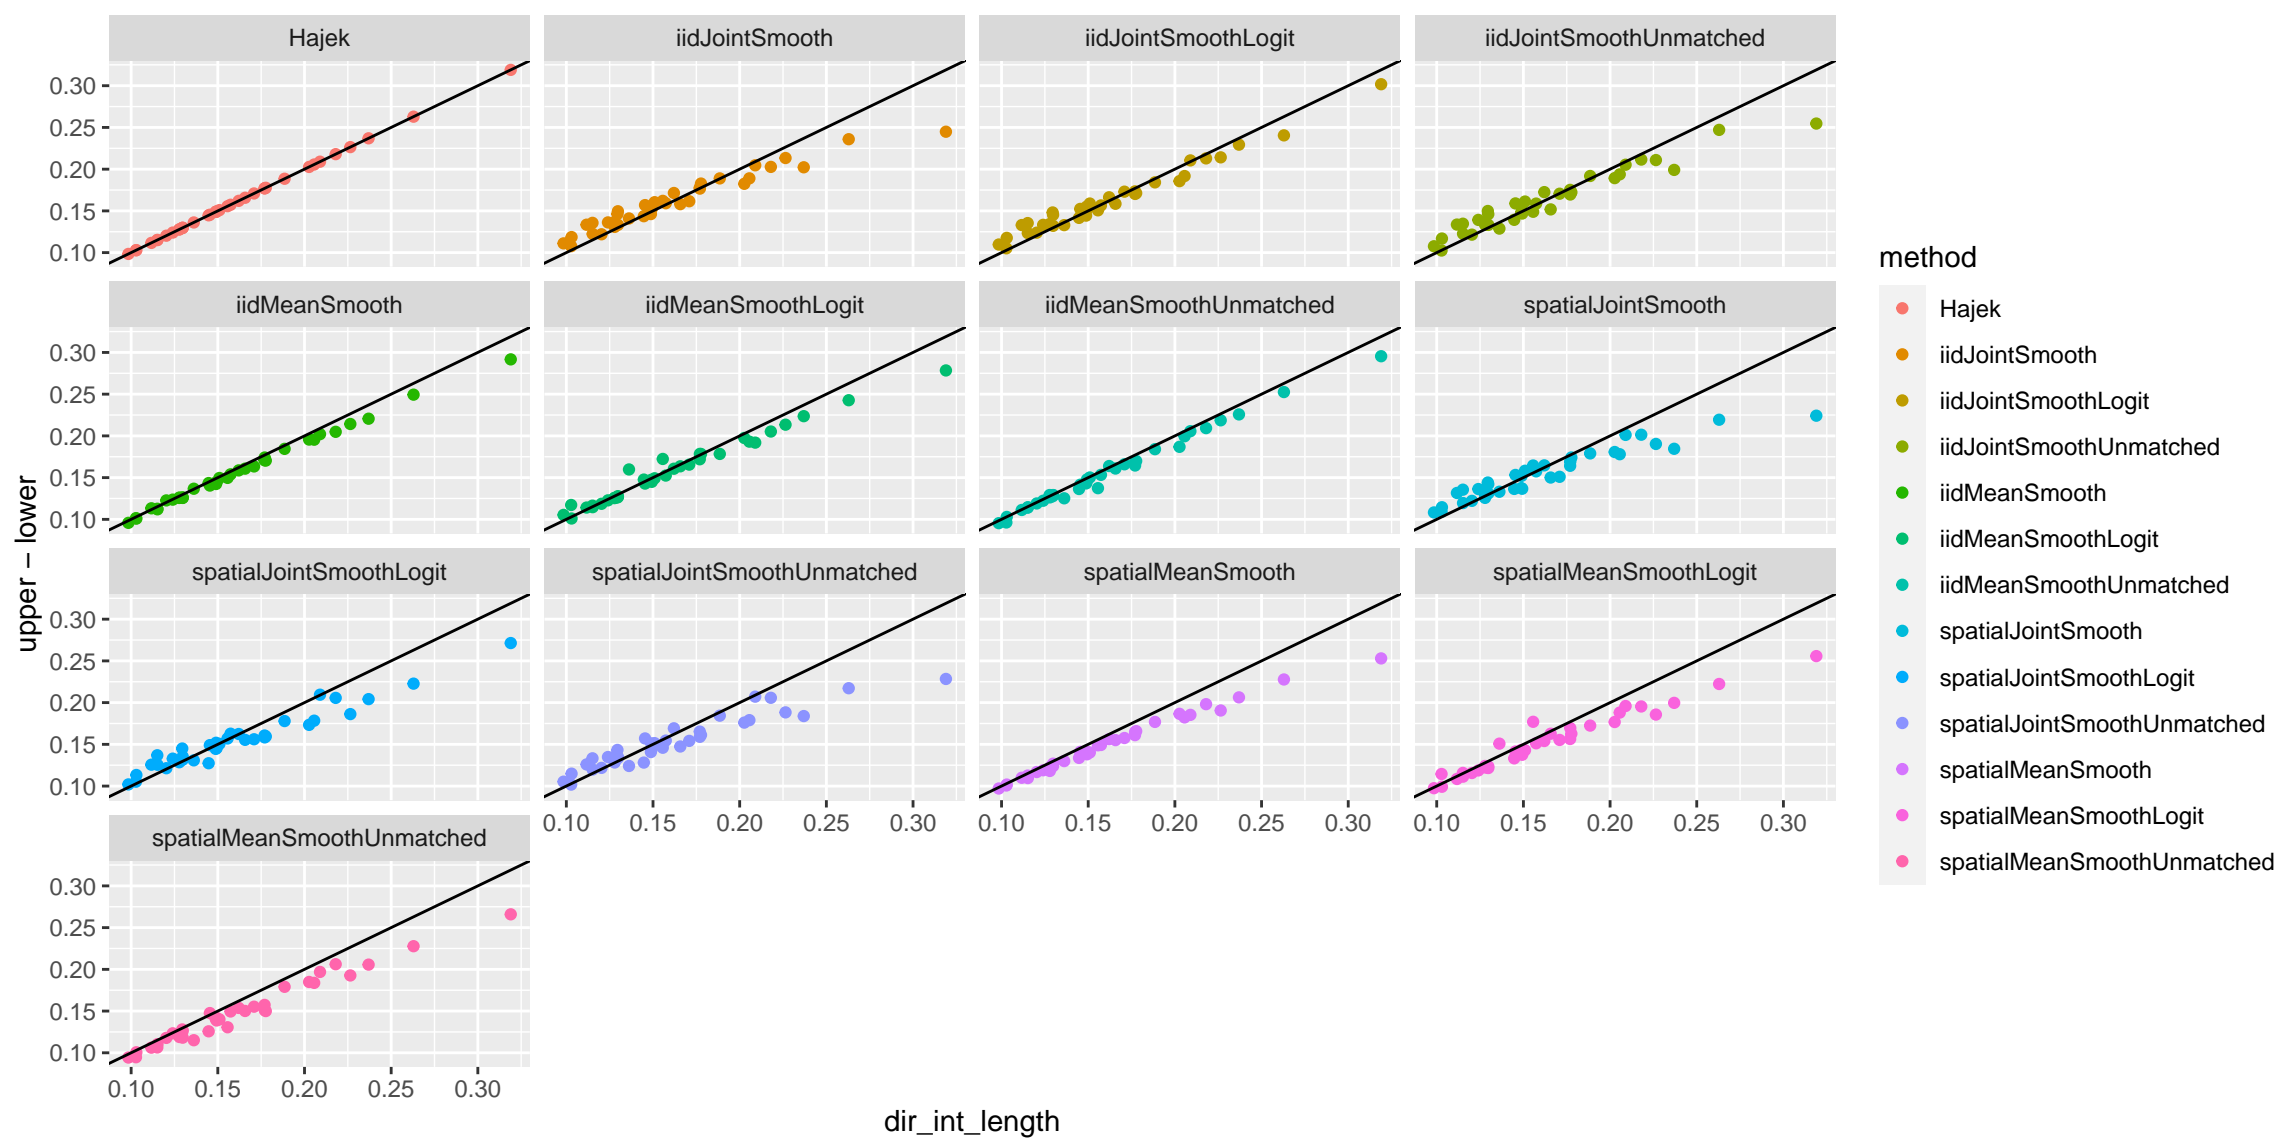 Hajek
iidJointSmooth
iidJointSmoothLogit
iidJointSmoothUnmatched
0.30
0.25
0.20
0.15
0.10
iidMeanSmooth
iidMeanSmoothLogit
iidMeanSmoothUnmatched
spatialJointSmooth
0.30
0.25
0.20
0.15
0.10
upper − lower
spatialJointSmoothLogit
spatialJointSmoothUnmatched
spatialMeanSmooth
spatialMeanSmoothLogit
0.30
0.25
0.20
0.15
0.10
0.10 0.15 0.20 0.25 0.30
0.10 0.15 0.20 0.25 0.30
0.10 0.15 0.20 0.25 0.30
spatialMeanSmoothUnmatched
0.30
0.25
0.20
0.15
0.10
0.10 0.15 0.20 0.25 0.30
dir_int_length
method
Hajek
iidJointSmooth
iidJointSmoothLogit
iidJointSmoothUnmatched
iidMeanSmooth
iidMeanSmoothLogit
iidMeanSmoothUnmatched
spatialJointSmooth
spatialJointSmoothLogit
spatialJointSmoothUnmatched
spatialMeanSmooth
spatialMeanSmoothLogit
spatialMeanSmoothUnmatched